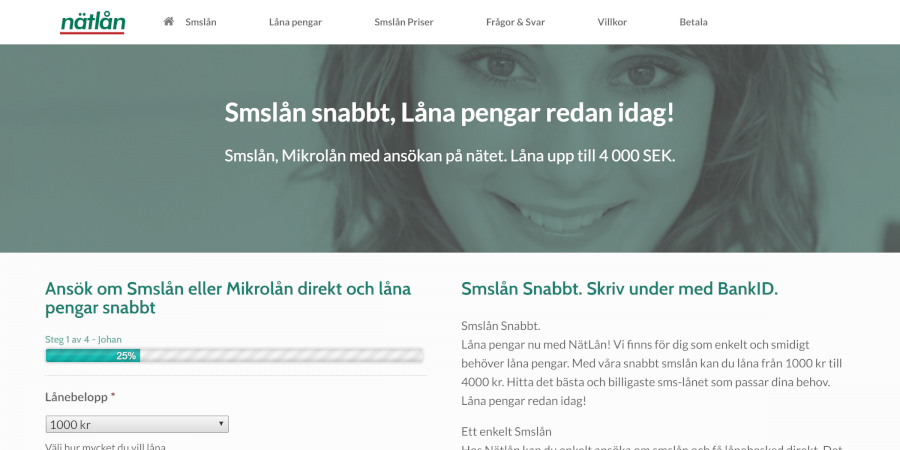 nätlån
Smslån
Låna pengar
Smslån Priser
Frågor & Svar
Villkor
Betala
Smslån snabbt, Låna pengar redan idag!
Smslån, Mikrolån med ansökan på nätet. Låna upp till 4 000 SEK.
Ansök om Smslån eller Mikrolån direkt och låna
pengar snabbt
Steg 1 av 4 - Johan
25%
Lånebelopp *
1000 kr
Välj hur mycket du vill låna
Smslån Snabbt. Skriv under med BankID.
Smslån Snabbt.
Låna pengar nu med NätLån! Vi finns för dig som enkelt och smidigt
behöver låna pengar. Med våra snabbt smslån kan du låna från 1000 kr till
4000 kr. Hitta det bästa och billigaste sms-lånet som passar dina behov.
Låna pengar redan idag!
Ett enkelt Smslån
Hos Nätlån kan du enkelt ansöka om smslån och få lånebesked direkt. Det